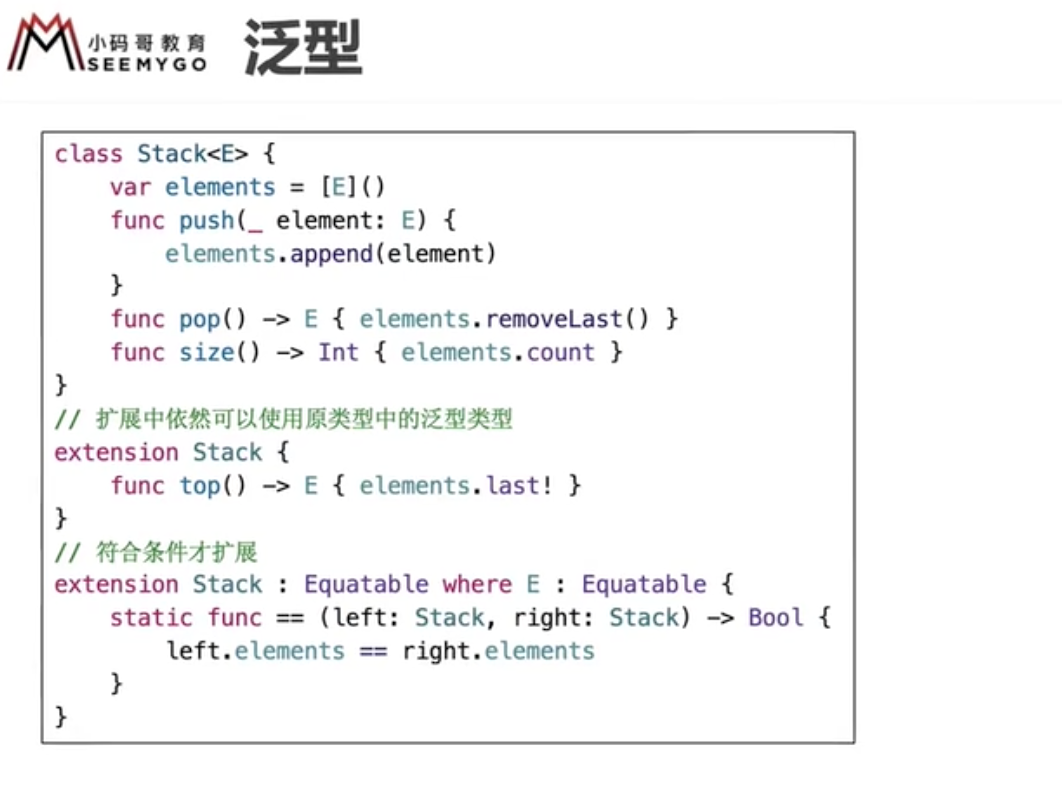 小码哥教育
SEEMYGO
泛型
class Stack<E> {
    var elements = [E]()
    func push(_ element: E) {
        elements.append(element)
    }
    func pop() -> E { elements.removeLast() }
    func size() -> Int { elements.count }
}
// 扩展中依然可以使用原类型中的泛型类型
extension Stack {
    func top() -> E { elements.last! }
}
// 符合条件才扩展
extension Stack : Equatable where E : Equatable {
    static func == (left: Stack, right: Stack) -> Bool {
        left.elements == right.elements
    }
}